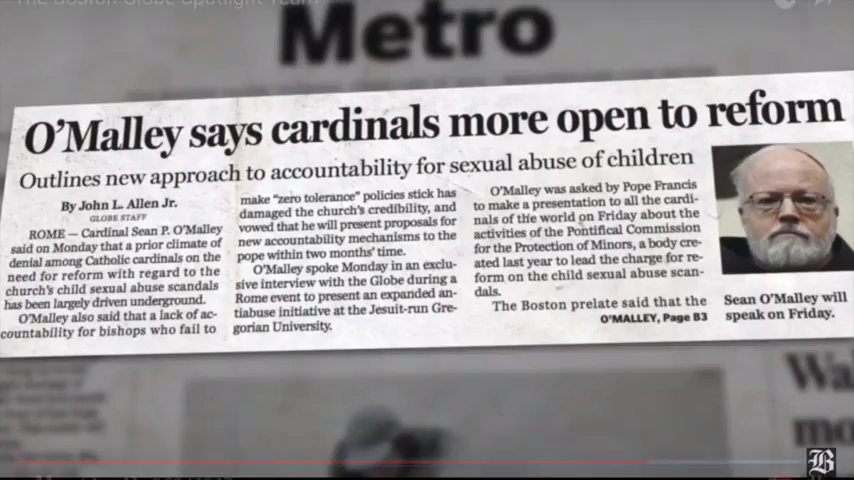 The Boston Globe Spotlight Team
Metro
O'Malley says cardinals more open to reform
Outlines new approach to accountability for sexual abuse of children
By John L. Allen Jr.
GLOBE STAFF
ROME — Cardinal Sean P. O'Malley
said on Monday that a prior climate of
denial among Catholic cardinals on the
need for reform with regard to the
church's child sexual abuse scandals
has been largely driven underground.
O'Malley also said that a lack of ac-
countability for bishops who fail to
make "zero tolerance" policies stick has
damaged the church's credibility, and
vowed that he will present proposals for
new accountability mechanisms to the
pope within two months' time.
O'Malley spoke Monday in an exclu-
sive interview with the Globe during a
Rome event to present an expanded an-
tiabuse initiative at the Jesuit-run Gre-
gorian University.
O'Malley was asked by Pope Francis
to make a presentation to all the cardi-
nals of the world on Friday about the
activities of the Pontifical Commission
for the Protection of Minors, a body cre-
ated last year to lead the charge for re-
form on the child sexual abuse scan-
dals.
The Boston prelate said that the
O'MALLEY, Page B3
Sean O'Malley will
speak on Friday.
B